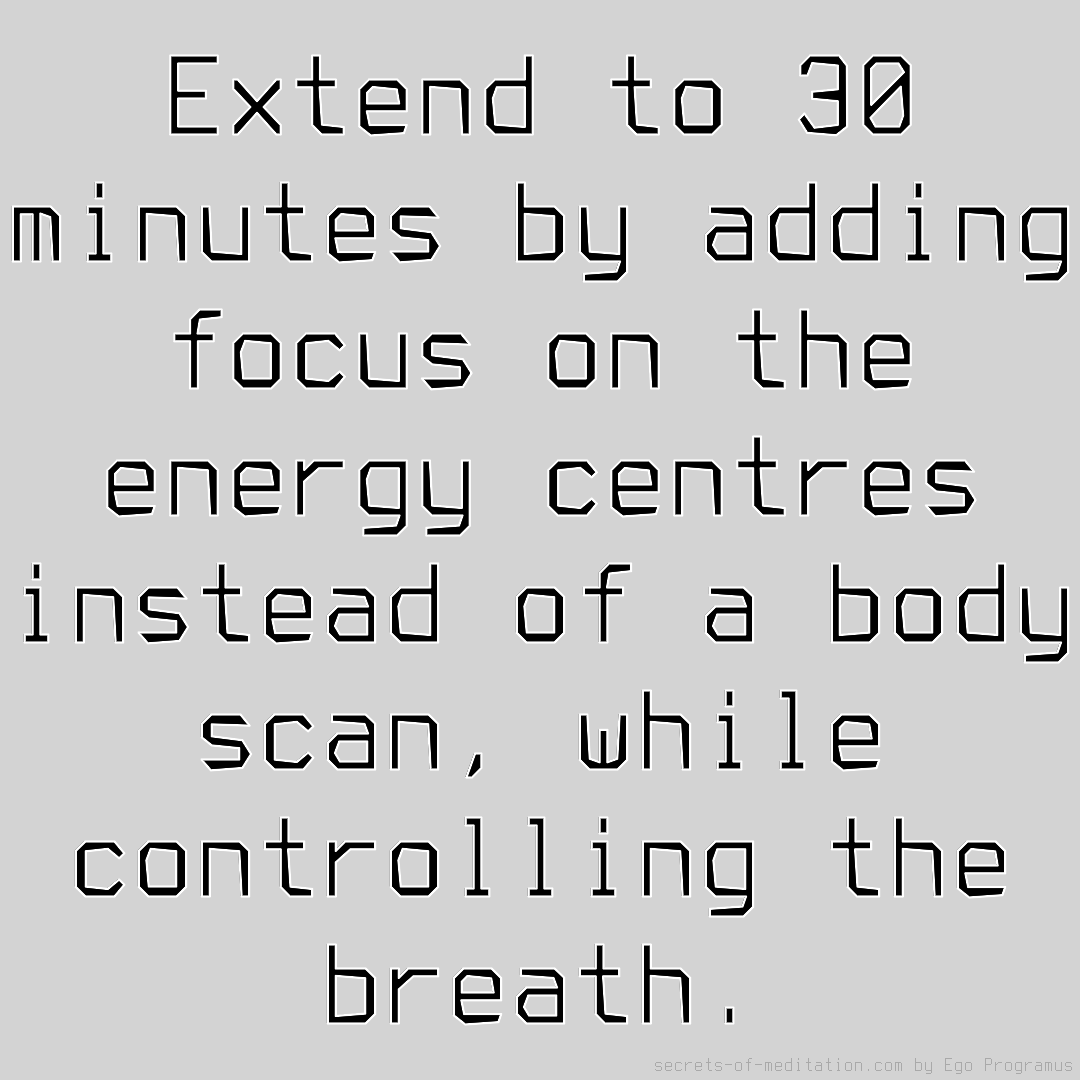 Extend to 30
minutes by adding
focus on the
energy centres
instead of a body
scan, while
controlling the
breath.
secrets-of-meditation.com by Ego Programus